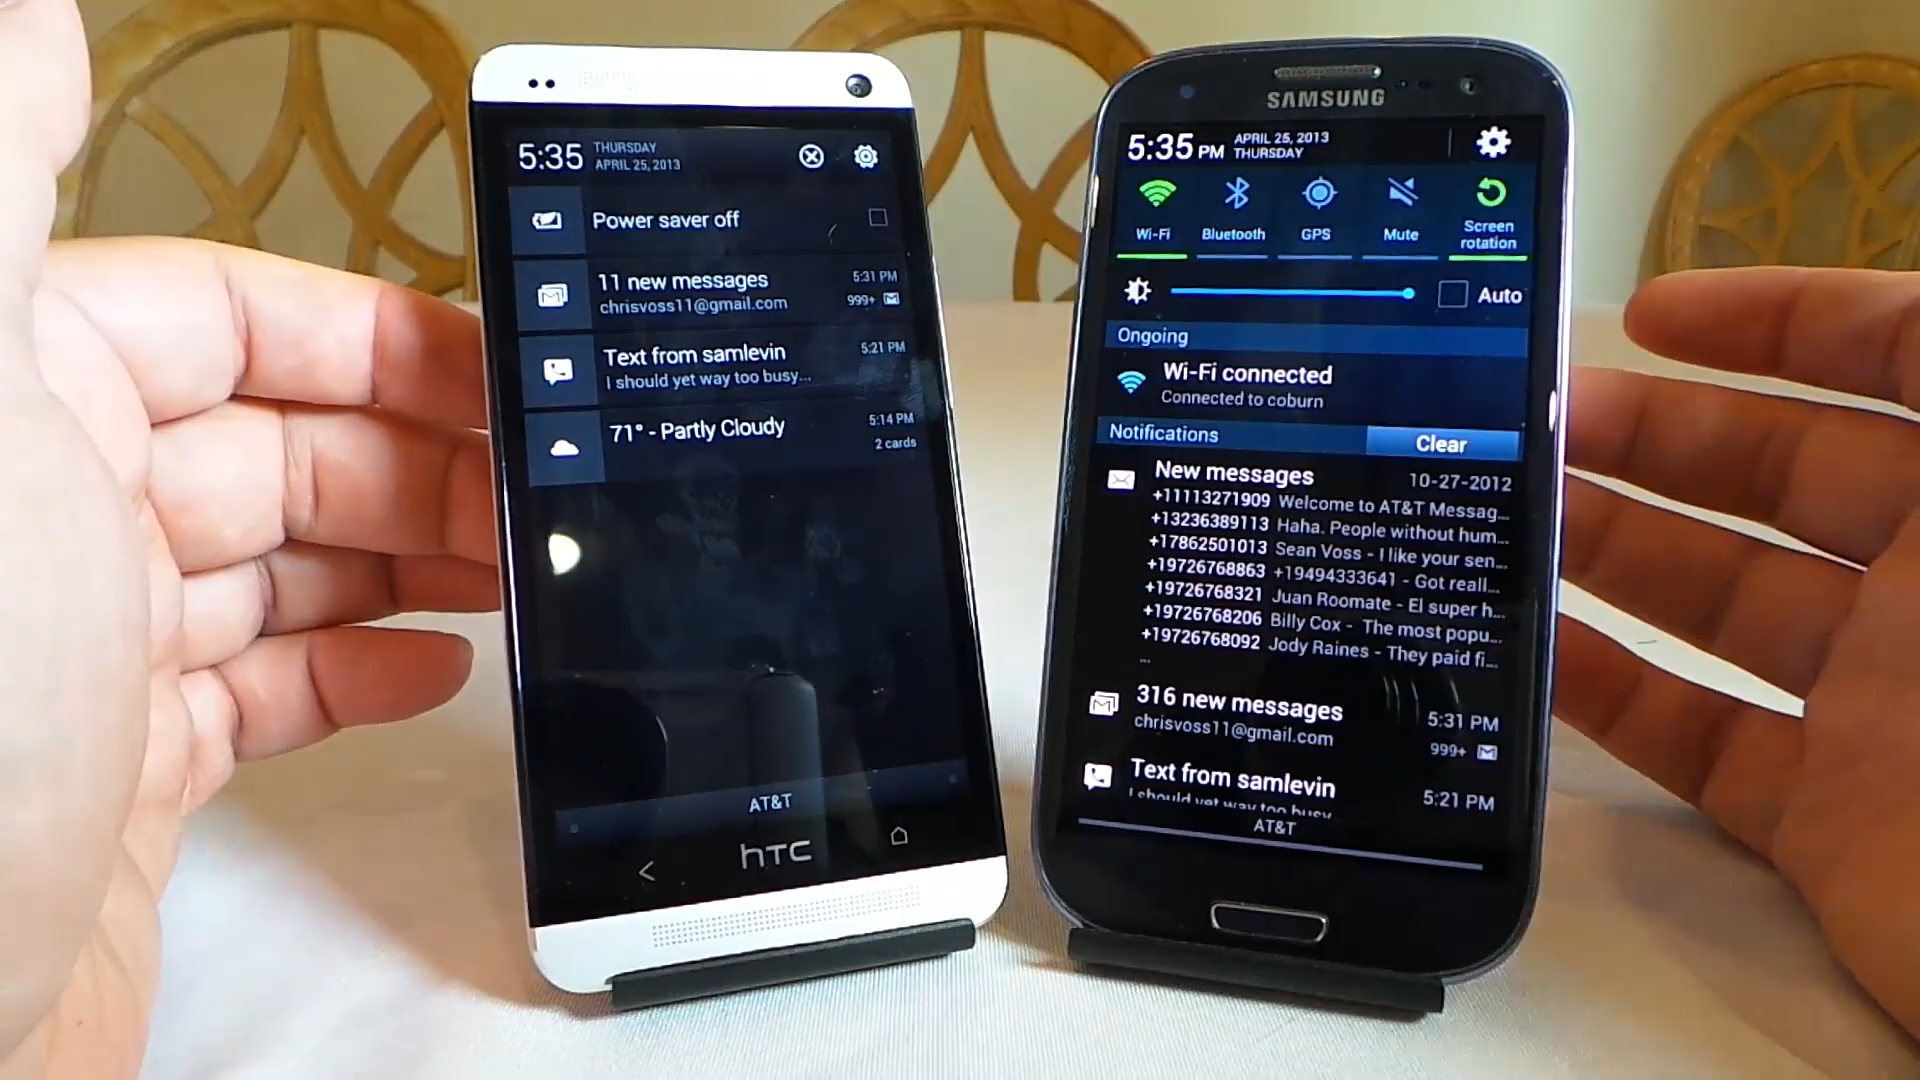 5:35
THURSDAY
APRIL 25, 2013
Power saver off
11 new messages
5:31 PM
chrisvoss11@gmail.com
999+
Text from samlevin
5:21 PM
I should yet way too busy...
71° - Partly Cloudy
5:14 PM
2 cards
AT&T
hTC
SAMSUNG
5:35 PM
APRIL 25, 2013
THURSDAY
Wi-Fi
Bluetooth
GPS
Mute
Screen
rotation
Auto
Ongoing
Wi-Fi connected
Connected to coburn
Notifications
Clear
New messages
10-27-2012
+11113271909 Welcome to AT&T Messag...
+13236389113 Haha. People without hum...
+17862501013 Sean Voss - I like your sen...
+19726768863 +19494333641 - Got reall...
+19726768321 Juan Roomate - El super h...
+19726768206 Billy Cox - The most popu...
+19726768092 Jody Raines - They paid fi...
...
316 new messages
5:31 PM
chrisvoss11@gmail.com
999+
Text from samlevin
5:21 PM
I should yet way too busy
AT&T